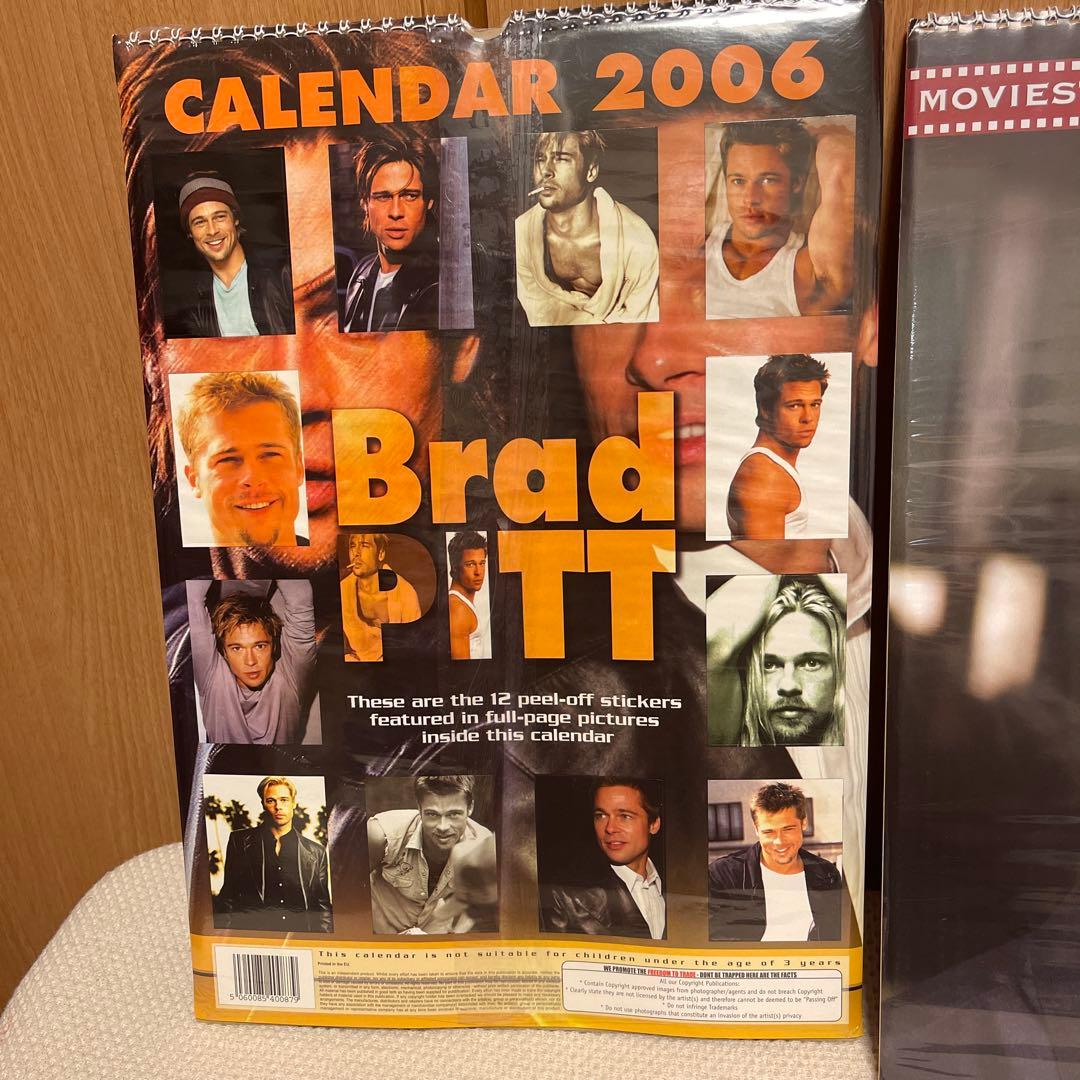 CALENDAR 2006
MOVIES
Brad
PITT
These are the 12 peel-off stickers
featured in full-page pictures
inside this calendar
This calendar is not suitable for children under the age of 3 years
Printed in the EU.
5 060085 400879
WE PROMOTE THE FREEDOM TO TRADE - DONT BE TRAPPED HERE ARE THE FACTS
All our Copyright Publications:
* Contain Copyright approved images from photographer/agents and do not breach Copyright
* Clearly state they are not licensed by the artist(s) and therefore cannot be deemed to be "Passing Off"
* Do not infringe Trademarks
* Do not use photographs that constitute an invasion of the artist(s) privacy